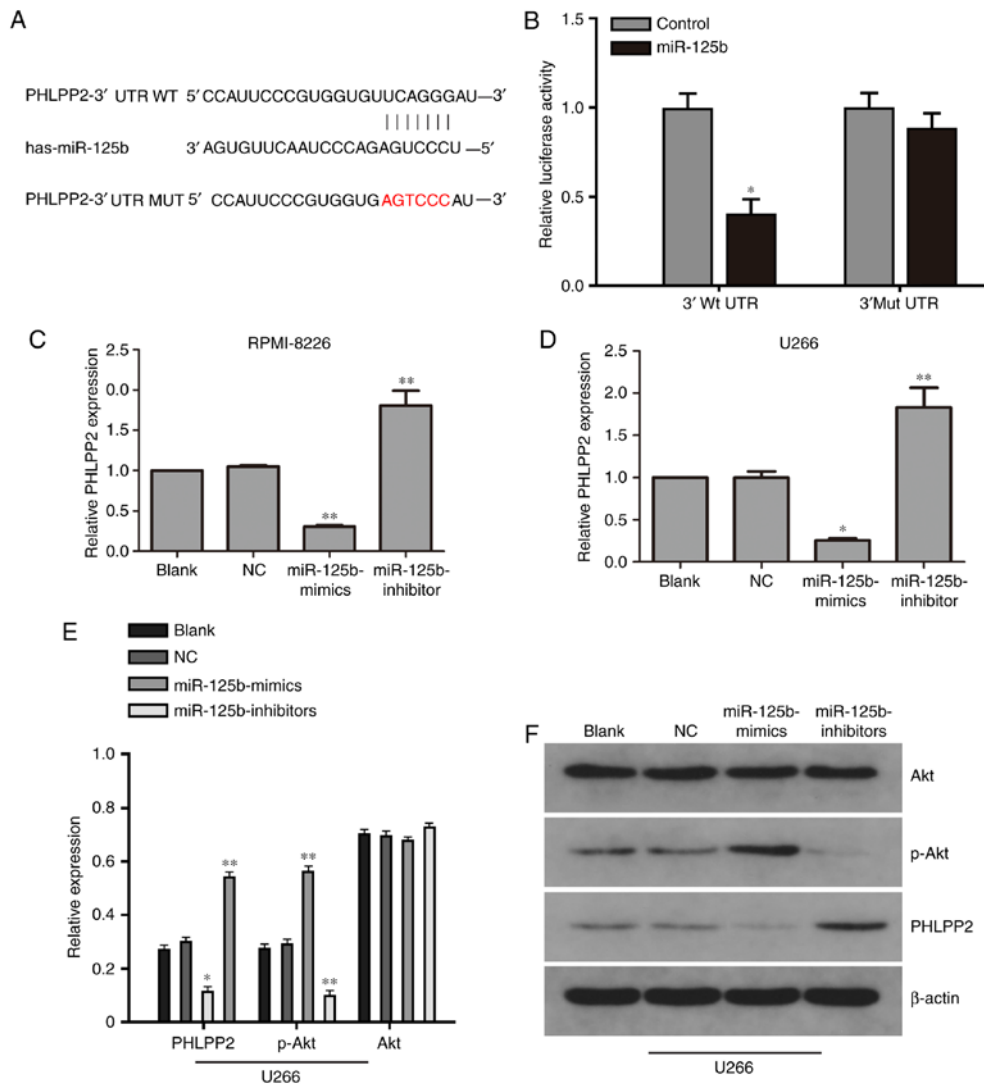 A
PHLPP2-3′ UTR WT 5′ CCAUUCCCGUGGUGUUCAGGGAU—3′
has-miR-125b 3′ AGUGUUCAAUCCCAGAGUCCCU —5′
PHLPP2-3′ UTR MUT 5′ CCAUUCCCGUGGUGAGTCCCAU—3′
B
Control
miR-125b
Relative luciferase activity
1.5
1.0
0.5
0.0
*
3′ Wt UTR 3′Mut UTR
C
RPMI-8226
Relative PHLPP2 expression
2.5
0.0
1.5
1.0
0.5
0.0
** **
Blank NC miR-125b-mimics miR-125b-inhibitor
D
U266
Relative PHLPP2 expression
2.5
2.0
1.5
1.0
0.5
0.0
* **
Blank NC miR-125b-mimics miR-125b-inhibitor
E
Blank
NC
miR-125b-mimics
miR-125b-inhibitors
Relative expression
1.0
0.8
0.6
0.4
0.2
0
* ** ** **
PHLPP2 p-Akt Akt
U266
F
Blank NC miR-125b-mimics miR-125b-inhibitors
Akt
p-Akt
PHLPP2
β-actin
U266